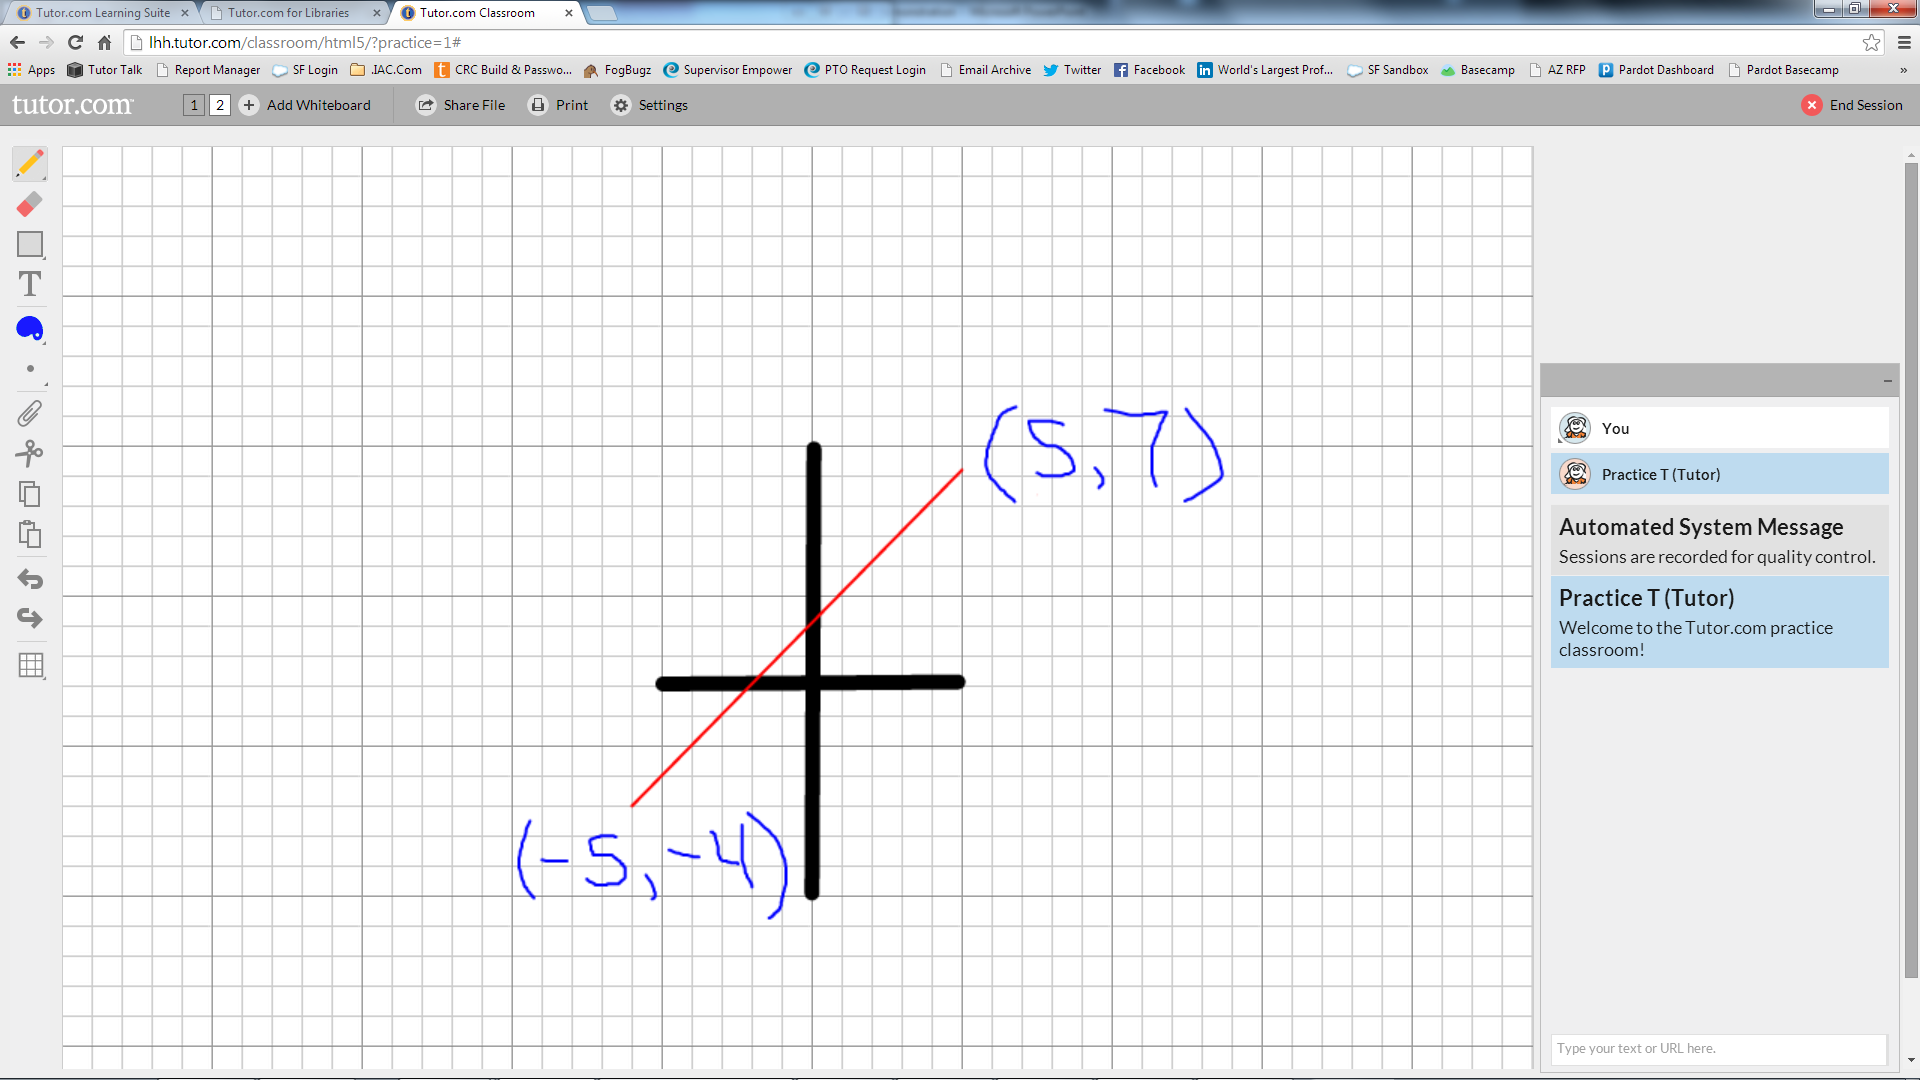 Tutor.com Learning Suite Tutor.com for Libraries Tutor.com Classroom
lhh.tutor.com/classroom/html5/?practice=1#
Apps Tutor Talk Report Manager SF Login .IAC.Com CRC Build & Passwo... FogBugz Supervisor Empower PTO Request Login Email Archive Twitter Facebook World's Largest Prof... SF Sandbox Basecamp AZ RFP Pardot Dashboard Pardot Basecamp »
tutor.com 1 2 Add Whiteboard Share File Print Settings End Session
T
(5,7)
(-5,-4)
You
Practice T (Tutor)
Automated System Message
Sessions are recorded for quality control.
Practice T (Tutor)
Welcome to the Tutor.com practice
classroom!
Type your text or URL here.